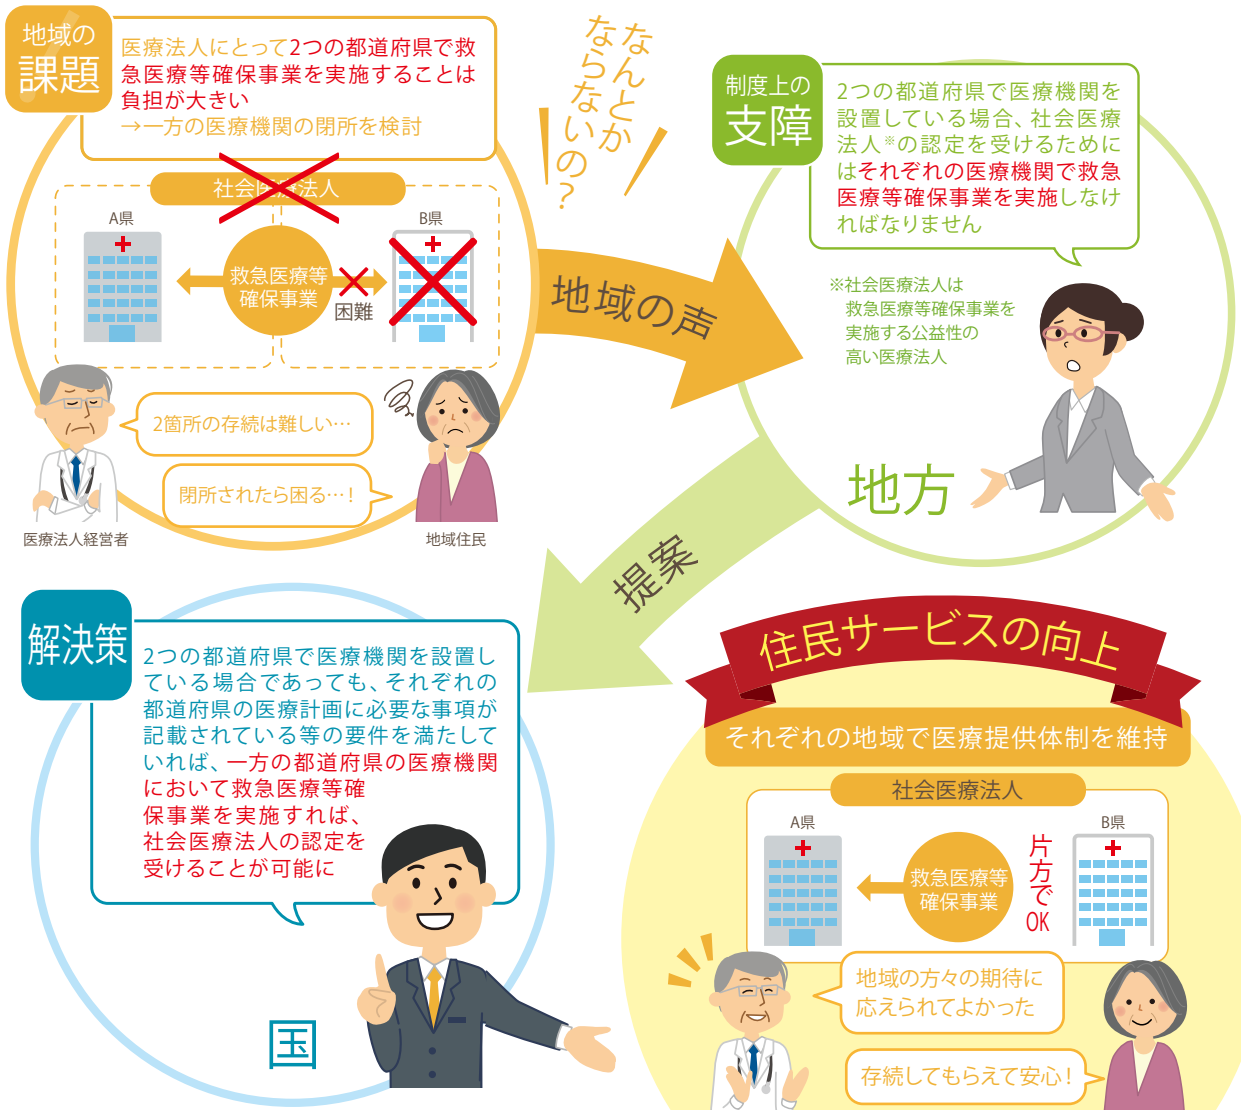 地域の
課題
医療法人にとって2つの都道府県で救
急医療等確保事業を実施することは
負担が大きい
→一方の医療機関の閉所を検討
社会医療法人
A県
B県
救急医療等
確保事業
困難
2箇所の存続は難しい…
閉所されたら困る…!
医療法人経営者
地域住民
なんとか
ならないの?
地域の声
制度上の
支障
2つの都道府県で医療機関を
設置している場合、社会医療
法人※の認定を受けるために
はそれぞれの医療機関で救急
医療等確保事業を実施しなけ
ればなりません
※社会医療法人は
救急医療等確保事業を
実施する公益性の
高い医療法人
地方
提案
解決策
2つの都道府県で医療機関を設置し
ている場合であっても、それぞれの
都道府県の医療計画に必要な事項が
記載されている等の要件を満たして
いれば、一方の都道府県の医療機関
において救急医療等確
保事業を実施すれば、
社会医療法人の認定を
受けることが可能に
国
住民サービスの向上
それぞれの地域で医療提供体制を維持
社会医療法人
A県
B県
救急医療等
確保事業
片方でOK
地域の方々の期待に
応えられてよかった
存続してもらえて安心!